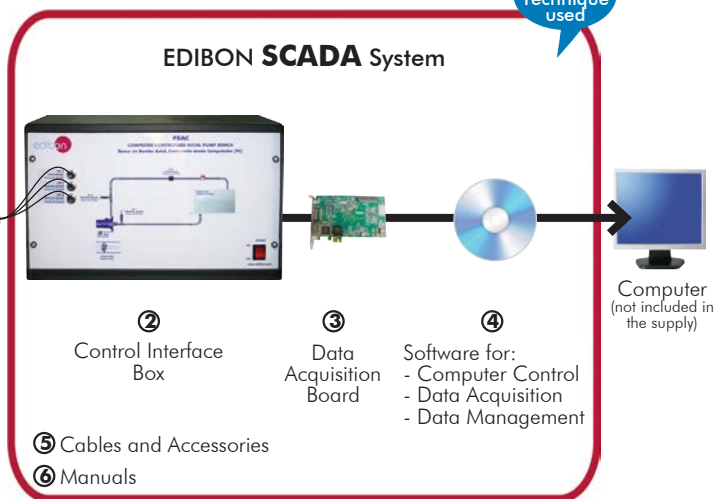 Technique
used
EDIBON SCADA System
edibon
PBAC
COMPUTER CONTROLLED AXIAL PUMP BENCH
② 
Control Interface
Box
③
Data
Acquisition
Board
④
Software for:
- Computer Control
- Data Acquisition
- Data Management
Computer
(not included in
the supply)
⑤ Cables and Accessories
⑥ Manuals